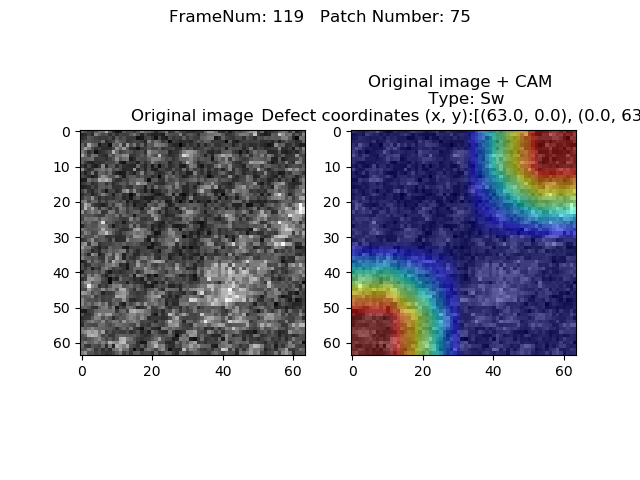 FrameNum: 119   Patch Number: 75
Original image + CAM
Type: Sw
Original image
Defect coordinates (x, y):[(63.0, 0.0), (0.0, 63
0
10
20
30
40
50
60
0 20 40 60
0
10
20
30
40
50
60
0 20 40 60